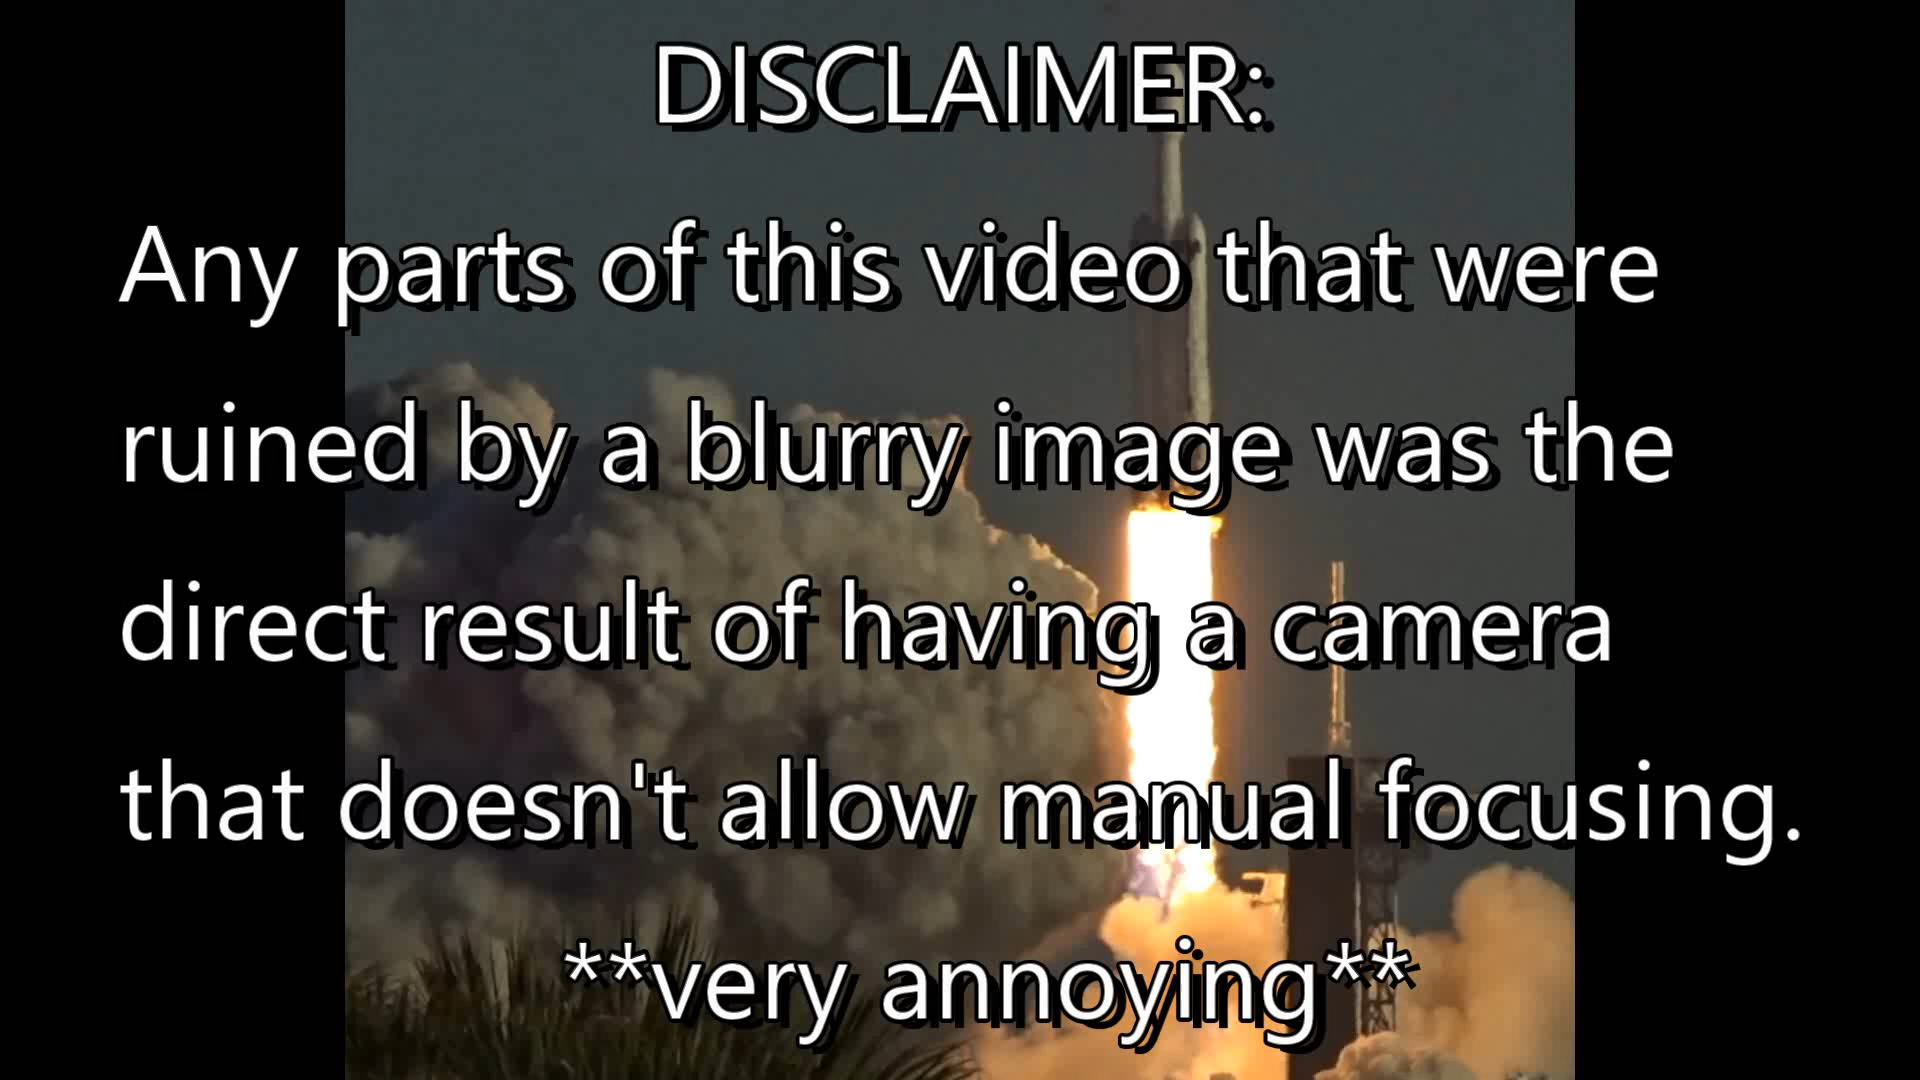 DISCLAIMER:
Any parts of this video that were
ruined by a blurry image was the
direct result of having a camera
that doesn't allow manual focusing.
**very annoying**